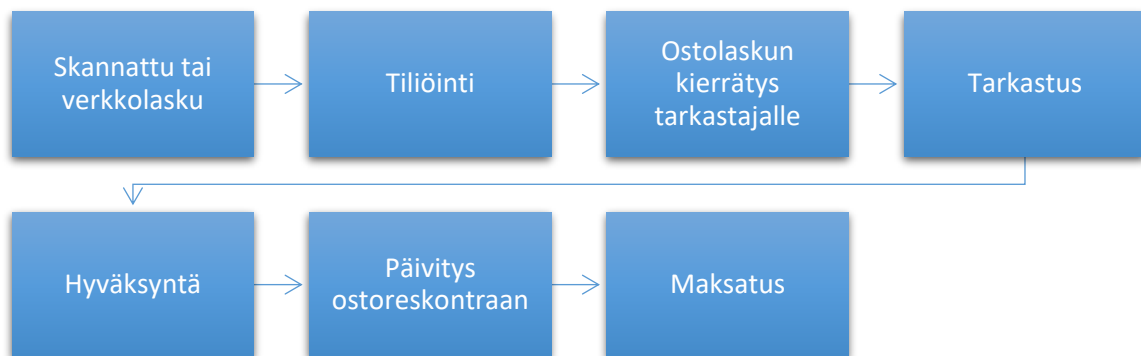 Skannattu tai
verkkolasku
Tiliöinti
Ostolaskun
kierrätys
tarkastajalle
Tarkastus
Hyväksyntä
Päivitys
ostoreskontraan
Maksatus